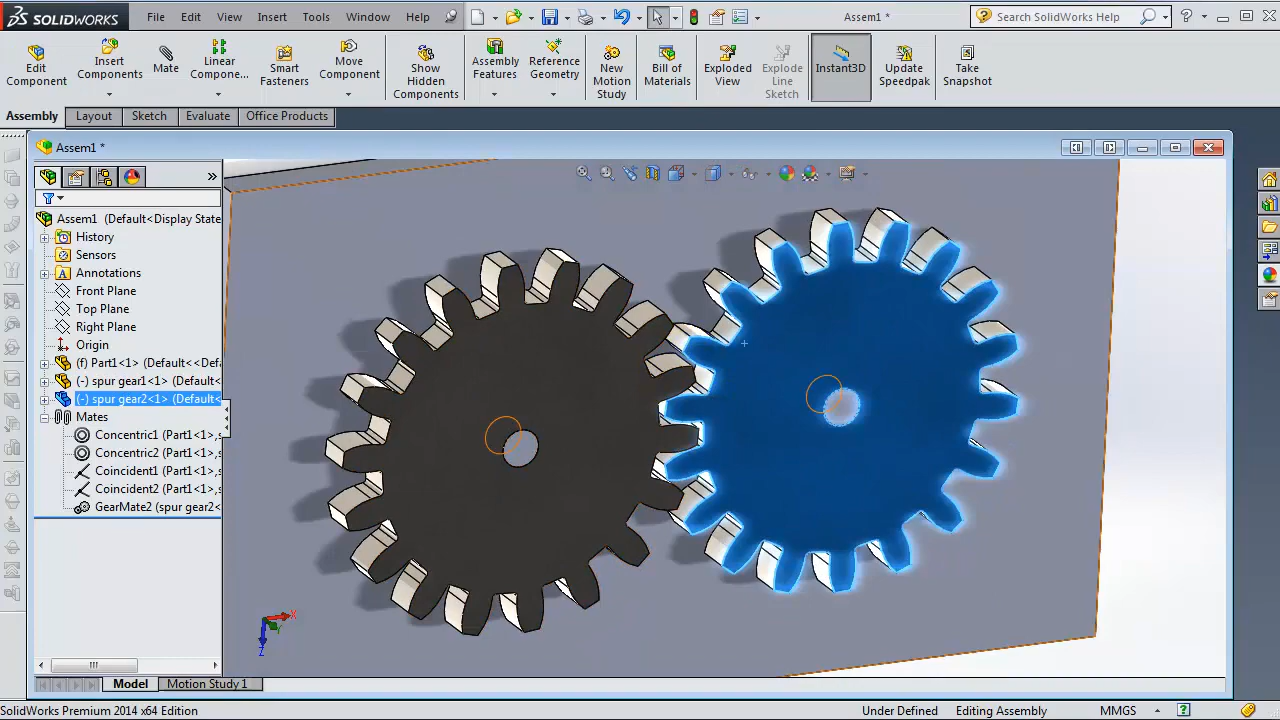 SOLIDWORKS File Edit View Insert Tools Window Help Assem1 * Search SolidWorks Help
Edit Component
Insert Components
Mate
Linear Compone...
Smart Fasteners
Move Component
Show Hidden Components
Assembly Features
Reference Geometry
New Motion Study
Bill of Materials
Exploded View
Explode Line Sketch
Instant3D
Update Speedpak
Take Snapshot
Assembly Layout Sketch Evaluate Office Products
Assem1 *
Assem1 (Default<Display State
History
Sensors
Annotations
Front Plane
Top Plane
Right Plane
Origin
(f) Part1<1> (Default<<Def
(-) spur gear1<1> (Default<
(-) spur gear2<1> (Default<
Mates
Concentric1 (Part1<1>,s
Concentric2 (Part1<1>,s
Coincident1 (Part1<1>,s
Coincident2 (Part1<1>,s
GearMate2 (spur gear2<1
X
Y
Z
Model Motion Study 1
SolidWorks Premium 2014 x64 Edition Under Defined Editing Assembly MMGS